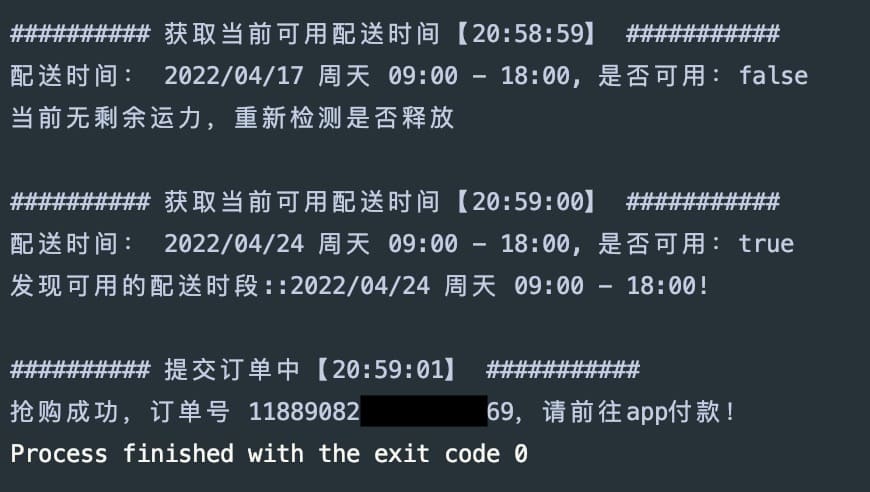 ########## 获取当前可用配送时间【20:58:59】 ###########
配送时间： 2022/04/17 周天 09:00 - 18:00, 是否可用：false
当前无剩余运力，重新检测是否释放
########## 获取当前可用配送时间【20:59:00】 ###########
配送时间： 2022/04/24 周天 09:00 - 18:00, 是否可用：true
发现可用的配送时段::2022/04/24 周天 09:00 - 18:00!
########## 提交订单中【20:59:01】 ###########
抢购成功，订单号 11889082 69，请前往app付款！
Process finished with the exit code 0